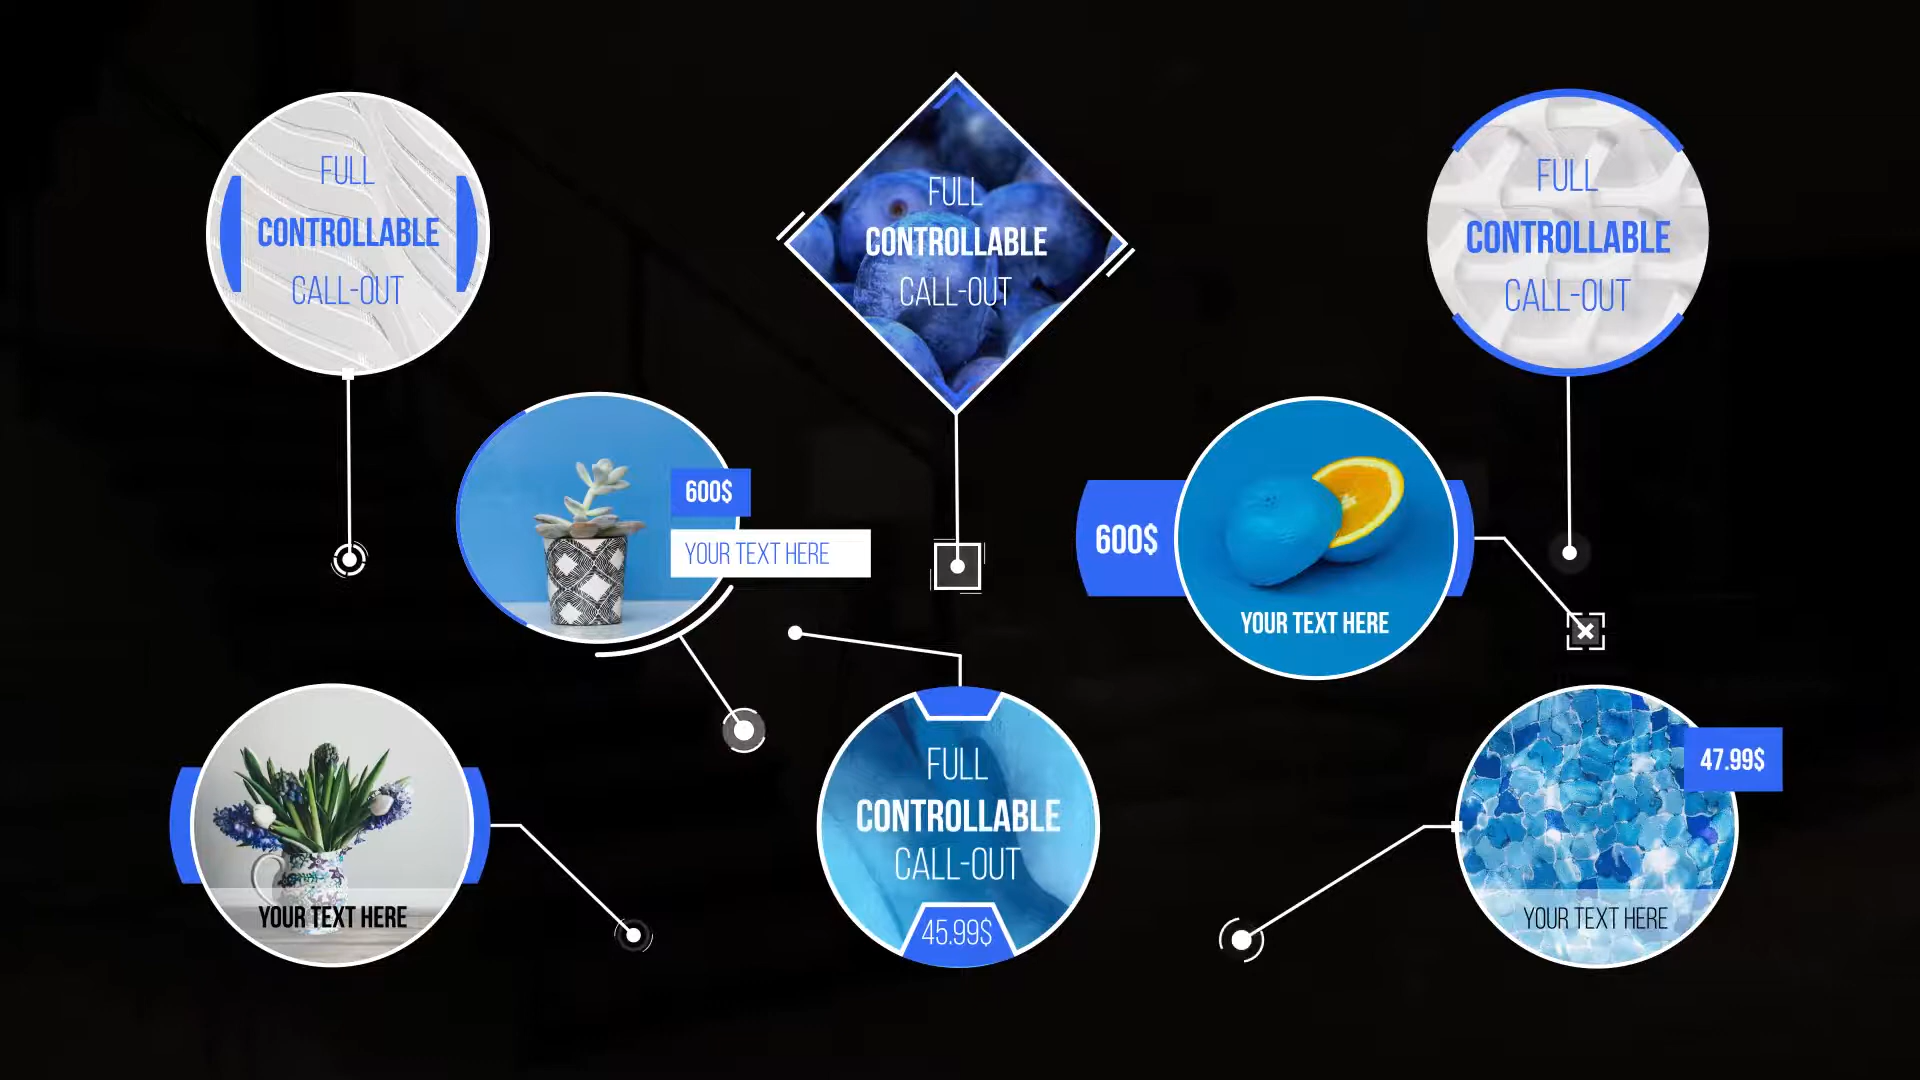 FULL
CONTROLLABLE
CALL-OUT
FULL
CONTROLLABLE
CALL-OUT
FULL
CONTROLLABLE
CALL-OUT
600$
YOUR TEXT HERE
600$
YOUR TEXT HERE
YOUR TEXT HERE
FULL
CONTROLLABLE
CALL-OUT
45.99$
47.99$
YOUR TEXT HERE